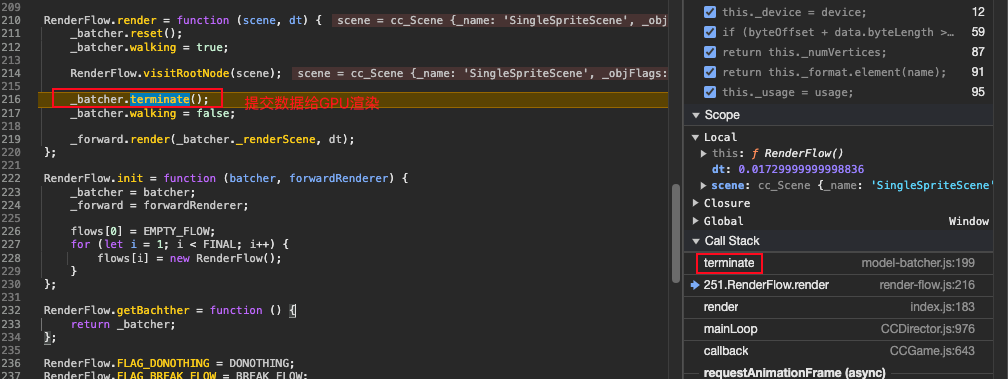 209
210 RenderFlow.render = function (scene, dt) { scene = cc_Scene {_name: 'SingleSpriteScene', _obj
211 _batcher.reset();
212 _batcher.walking = true;
213
214 RenderFlow.visitRootNode(scene); scene = cc_Scene {_name: 'SingleSpriteScene', _objFlags:
215
216 _batcher.terminate(); 提交数据给GPU渲染
217 _batcher.walking = false;
218
219 _forward.render(_batcher._renderScene, dt);
220 };
221
222 RenderFlow.init = function (batcher, forwardRenderer) {
223 _batcher = batcher;
224 _forward = forwardRenderer;
225
226 flows[0] = EMPTY_FLOW;
227 for (let i = 1; i < FINAL; i++) {
228 flows[i] = new RenderFlow();
229 }
230 };
231
232 RenderFlow.getBachther = function () {
233 return _batcher;
234 };
235
236 RenderFlow.FLAG_DONOTHING = DONOTHING;
237 RenderFlow.FLAG_BREAK_FLOW = BREAK_FLOW;
this._device = device; 12
if (byteOffset + data.byteLength >… 59
return this._numVertices; 87
return this._format.element(name); 91
this._usage = usage; 95
Scope
Local
this: ƒ RenderFlow()
dt: 0.01729999999998836
scene: cc_Scene {_name: 'SingleSpriteScene'
Closure
Global Window
Call Stack
terminate model-batcher.js:199
251.RenderFlow.render render-flow.js:216
render index.js:183
mainLoop CCDirector.js:976
callback CCGame.js:643
requestAnimationFrame (async)